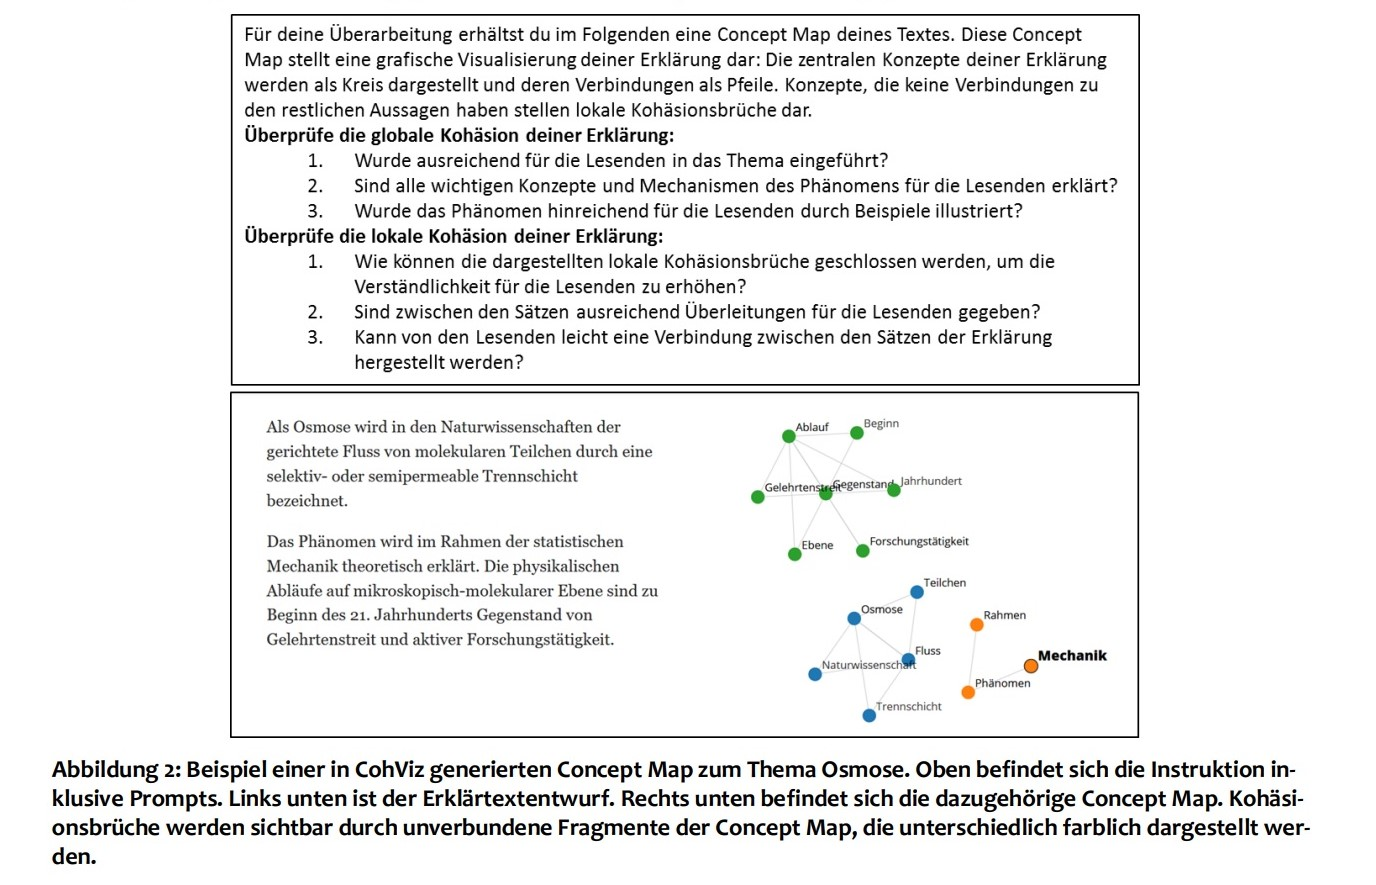 Für deine Überarbeitung erhältst du im Folgenden eine Concept Map deines Textes. Diese Concept
Map stellt eine grafische Visualisierung deiner Erklärung dar: Die zentralen Konzepte deiner Erklärung
werden als Kreis dargestellt und deren Verbindungen als Pfeile. Konzepte, die keine Verbindungen zu
den restlichen Aussagen haben stellen lokale Kohäsionsbrüche dar.
Überprüfe die globale Kohäsion deiner Erklärung:
1. Wurde ausreichend für die Lesenden in das Thema eingeführt?
2. Sind alle wichtigen Konzepte und Mechanismen des Phänomens für die Lesenden erklärt?
3. Wurde das Phänomen hinreichend für die Lesenden durch Beispiele illustriert?
Überprüfe die lokale Kohäsion deiner Erklärung:
1. Wie können die dargestellten lokale Kohäsionsbrüche geschlossen werden, um die
Verständlichkeit für die Lesenden zu erhöhen?
2. Sind zwischen den Sätzen ausreichend Überleitungen für die Lesenden gegeben?
3. Kann von den Lesenden leicht eine Verbindung zwischen den Sätzen der Erklärung
hergestellt werden?
Als Osmose wird in den Naturwissenschaften der
gerichtete Fluss von molekularen Teilchen durch eine
selektiv- oder semipermeable Trennschicht
bezeichnet.
Das Phänomen wird im Rahmen der statistischen
Mechanik theoretisch erklärt. Die physikalischen
Abläufe auf mikroskopisch-molekularer Ebene sind zu
Beginn des 21. Jahrhunderts Gegenstand von
Gelehrtenstreit und aktiver Forschungstätigkeit.
Ablauf
Beginn
Gelehrtenstreit
Gegenstand
Jahrhundert
Ebene
Forschungstätigkeit
Teilchen
Osmose
Rahmen
Fluss
Mechanik
Naturwissenschaft
Phänomen
Trennschicht
Abbildung 2: Beispiel einer in CohViz generierten Concept Map zum Thema Osmose. Oben befindet sich die Instruktion in-
klusive Prompts. Links unten ist der Erklärtextentwurf. Rechts unten befindet sich die dazugehörige Concept Map. Kohäsi-
onsbrüche werden sichtbar durch unverbundene Fragmente der Concept Map, die unterschiedlich farblich dargestellt wer-
den.